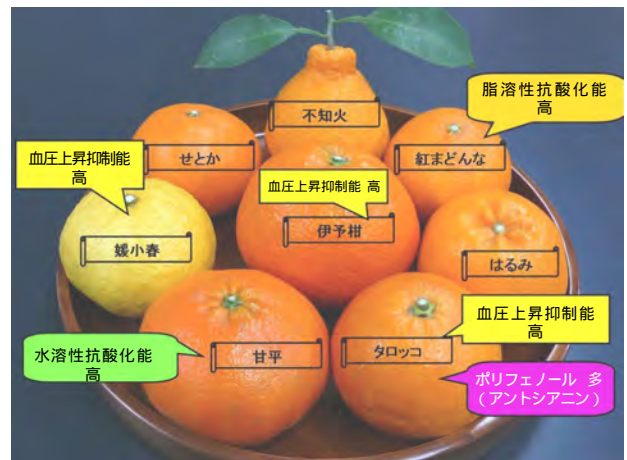 不知火
脂溶性抗酸化能
高
せとか
紅まどんな
血圧上昇抑制能
高
血圧上昇抑制能 高
伊予柑
媛小春
はるみ
血圧上昇抑制能
高
水溶性抗酸化能
高
甘平
タロッコ
ポリフェノール 多
(アントシアニン)